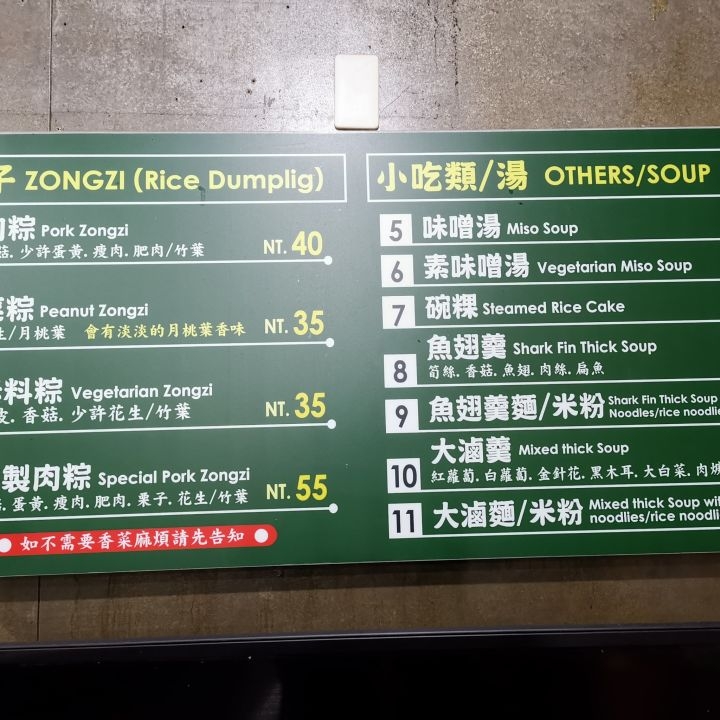 子 ZONGZI (Rice Dumplig)
肉粽 Pork Zongzi
菇. 少許蛋黃. 瘦肉. 肥肉/竹葉 NT. 40
菜粽 Peanut Zongzi
生/月桃葉 會有淡淡的月桃葉香味 NT. 35
料粽 Vegetarian Zongzi
皮. 香菇. 少許花生/竹葉 NT. 35
製肉粽 Special Pork Zongzi
蛋黃. 瘦肉. 肥肉. 栗子. 花生/竹葉 NT. 55
如不需要香菜麻煩請先告知
小吃類/湯 OTHERS/SOUP
5 味噌湯 Miso Soup
6 素味噌湯 Vegetarian Miso Soup
7 碗粿 Steamed Rice Cake
8 魚翅羹 Shark Fin Thick Soup
筍絲. 香菇. 魚翅. 肉絲. 扁魚
9 魚翅羹麵/米粉 Shark Fin Thick Soup
Noodles/rice noodle
10 大滷羹 Mixed thick Soup
紅蘿蔔. 白蘿蔔. 金針花. 黑木耳. 大白菜. 肉
11 大滷麵/米粉 Mixed thick Soup wit
noodles/rice noodl